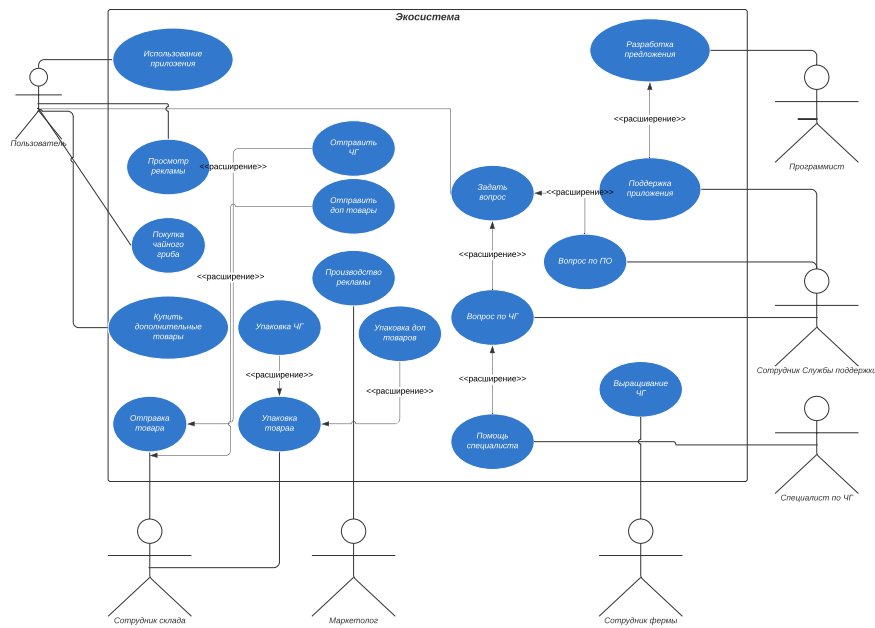 Экосистема
Использование
прилоэения
Разработка
предложения
Пользователь
<<расшиерение>>
Отправить
ЧГ
Просмотр
рекламы
<<расширение>>
Программист
Задать
вопрос
<<расширение>>
Поддержка
приложения
Отправить
доп товары
Покупка
чайного
гриба
<<расширение>>
Вопрос по ПО
<<расширение>>
Производство
рекламы
Купить
дополнительные
товары
Упаковка ЧГ
Упаковка доп
товаров
Вопрос по ЧГ
<<расширение>>
<<расширение>>
<<расширение>>
Сотрудник Службы поддержки
Выращивание
ЧГ
Отправка
товара
Упаковка
товраа
Помощь
специалиста
Специалист по ЧГ
Сотрудник склада
Маркетолог
Сотрудник фермы